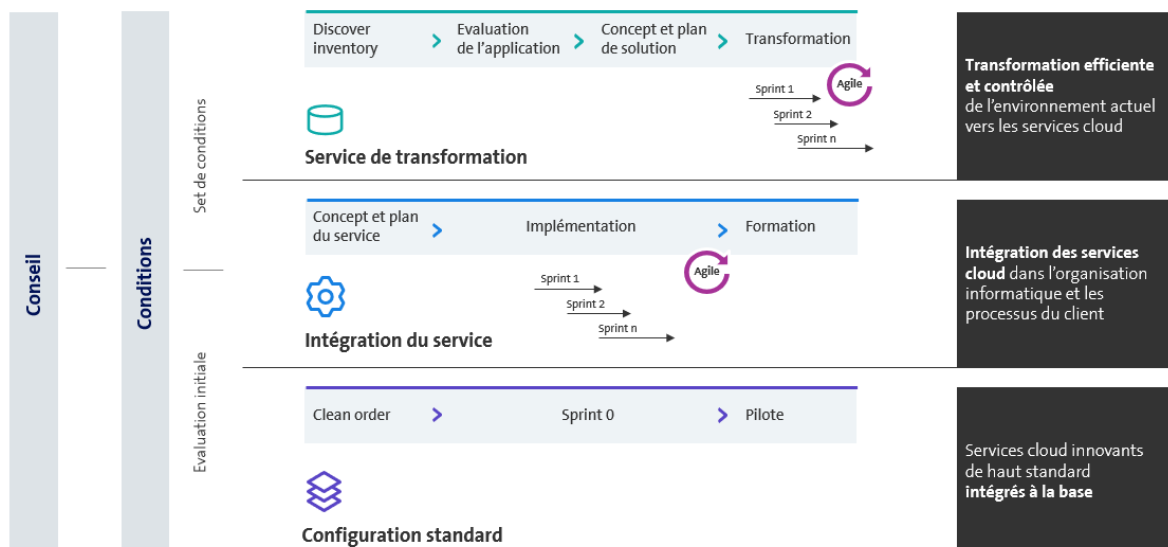 Conseil
Conditions
Set de conditions
Evaluation initiale
Discover
inventory
Evaluation
de l’application
Concept et plan
de solution
Transformation
Agile
Sprint 1
Sprint 2
Sprint n
Service de transformation
Transformation efficiente
et contrôlée
de l’environnement actuel
vers les services cloud
Concept et plan
du service
Implémentation
Formation
Agile
Sprint 1
Sprint 2
Sprint n
Intégration du service
Intégration des services
cloud dans l’organisation
informatique et les
processus du client
Clean order
Sprint 0
Pilote
Configuration standard
Services cloud innovants
de haut standard
intégrés à la base